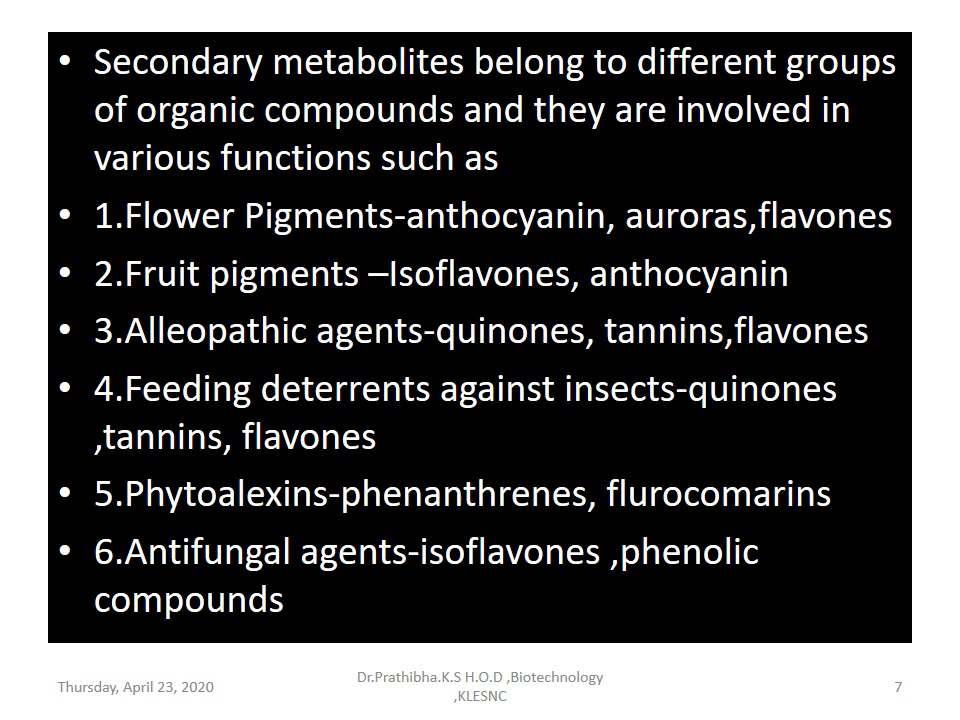 • Secondary metabolites belong to different groups
of organic compounds and they are involved in
various functions such as
• 1.Flower Pigments-anthocyanin, auroras,flavones
• 2.Fruit pigments –Isoflavones, anthocyanin
• 3.Alleopathic agents-quinones, tannins,flavones
• 4.Feeding deterrents against insects-quinones
,tannins, flavones
• 5.Phytoalexins-phenanthrenes, flurocomarins
• 6.Antifungal agents-isoflavones ,phenolic
compounds
Thursday, April 23, 2020
Dr.Prathibha.K.S H.O.D ,Biotechnology
,KLESNC
7